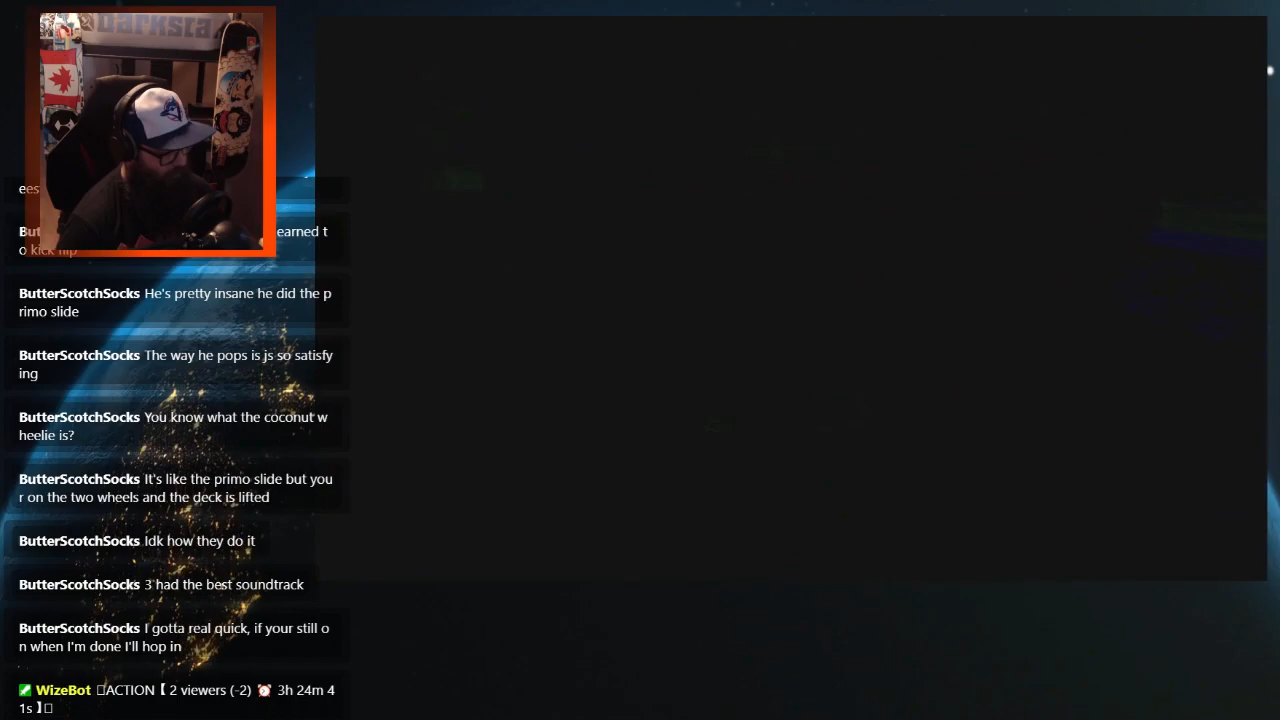 Darksta
ees
But
earned t
o kick flip
ButterScotchSocks He's pretty insane he did the p
rimo slide
ButterScotchSocks The way he pops is js so satisfy
ing
ButterScotchSocks You know what the coconut w
heelie is?
ButterScotchSocks It's like the primo slide but you
r on the two wheels and the deck is lifted
ButterScotchSocks Idk how they do it
ButterScotchSocks 3 had the best soundtrack
ButterScotchSocks I gotta real quick, if your still o
n when I'm done I'll hop in
WizeBot ACTION【 2 viewers (-2) ⏰ 3h 24m 4
1s 】